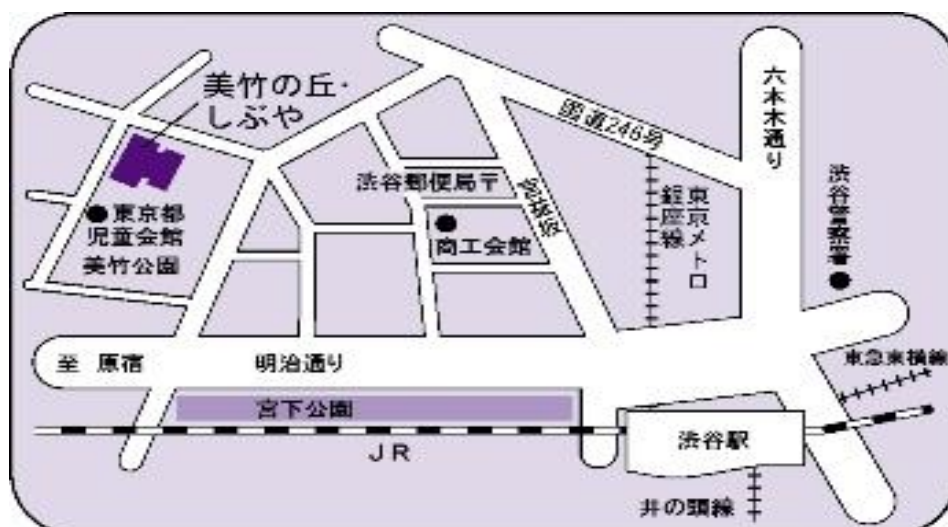 美竹の丘・
しぶや
六本木通り
国道246号
渋谷郵便局〒
宮益坂
東京メトロ
銀座線
渋谷警察署
東京都
児童会館
美竹公園
商工会館
至 原宿
明治通り
東急東横線
宮下公園
JR
渋谷駅
井の頭線